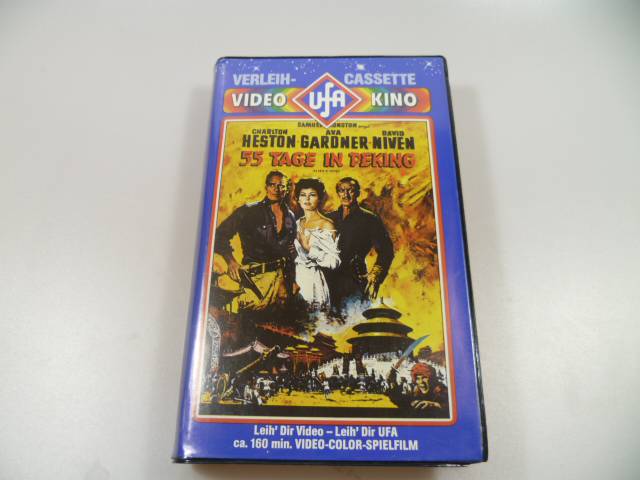 VERLEIH- CASSETTE
VIDEO UFA KINO
CHARLTON AVA DAVID
HESTON GARDNER NIVEN
55 TAGE IN PEKING
Leih' Dir Video – Leih' Dir UFA
ca. 160 min. VIDEO-COLOR-SPIELFILM